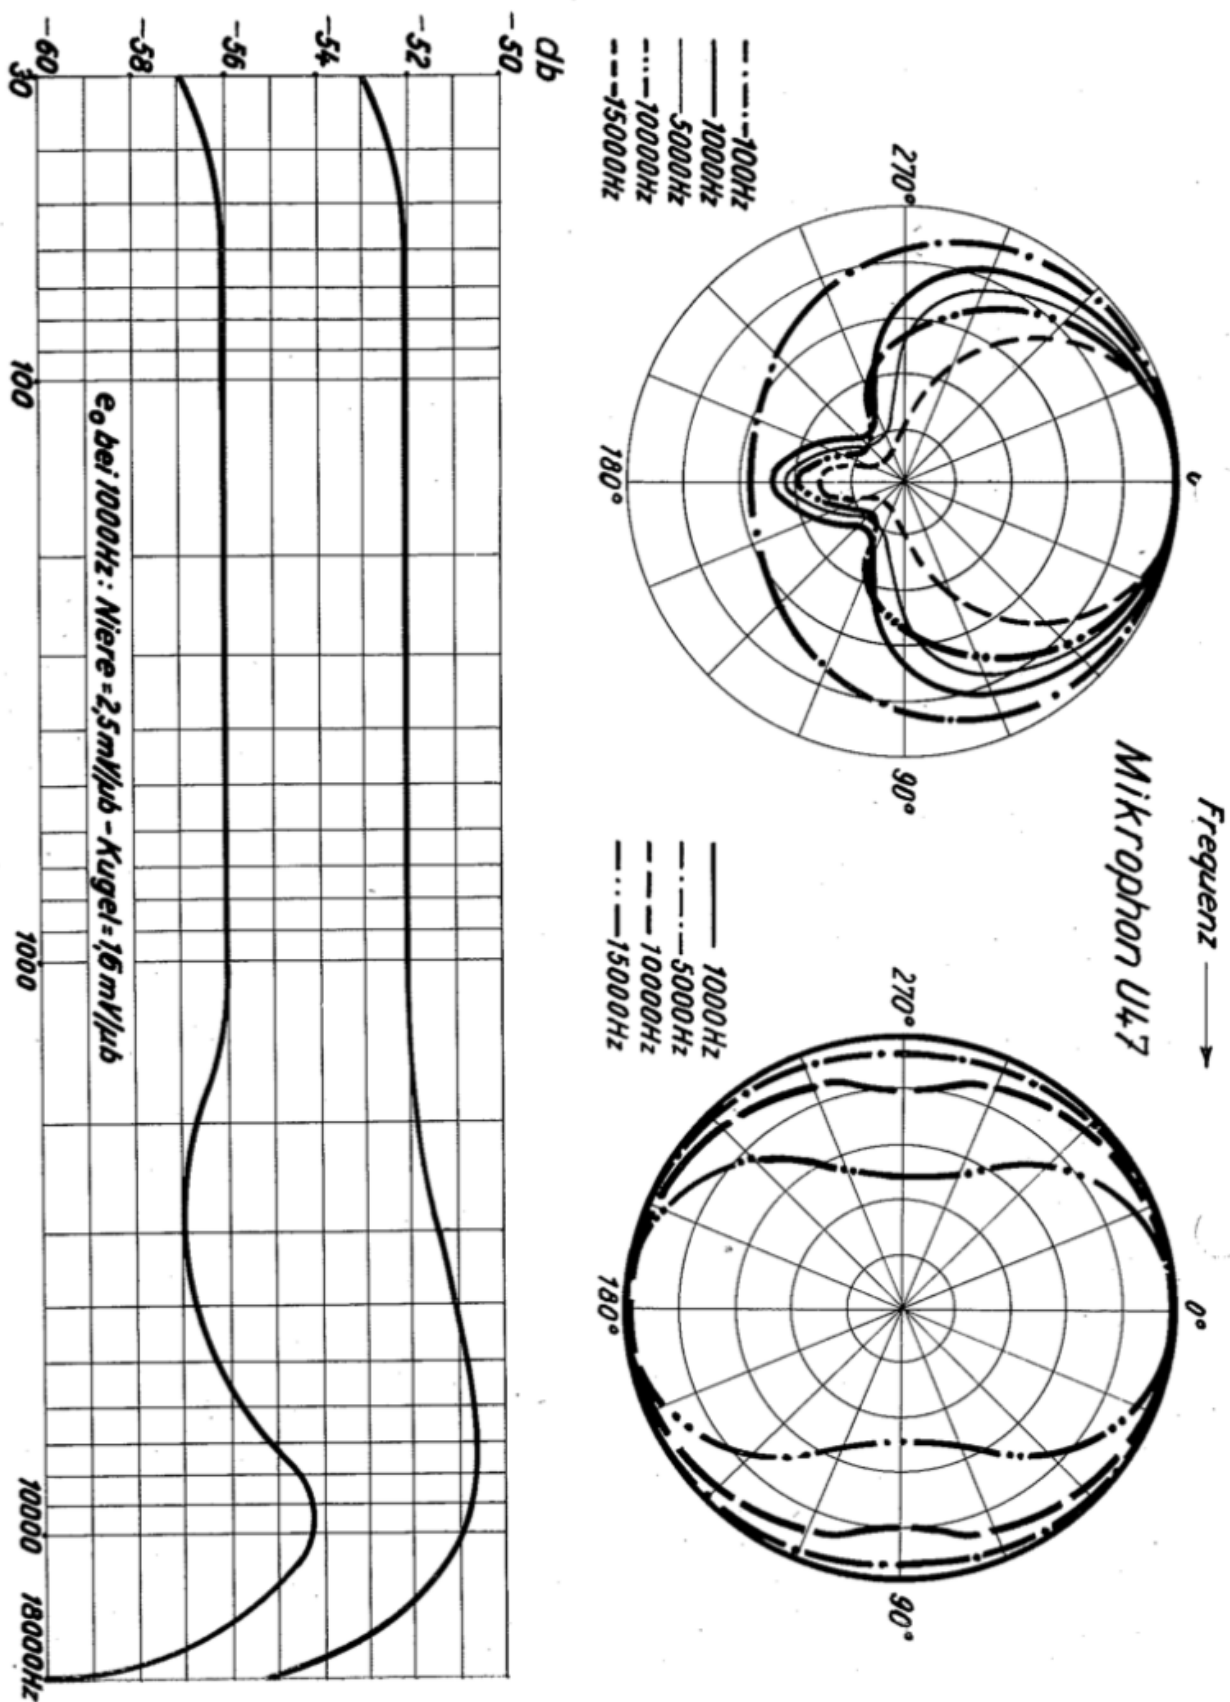 Frequenz →
Mikrophon U47
270°
90°
180°
100Hz
1000Hz
5000Hz
10000Hz
15000Hz
0°
270°
90°
180°
1000Hz
5000Hz
10000Hz
15000Hz
db
-50
-52
-54
-56
-58
-60
e₀ bei 1000Hz: Niere = 2,5mV/µb – Kugel = 1,6mV/µb
30 100 1000 10000 18000Hz